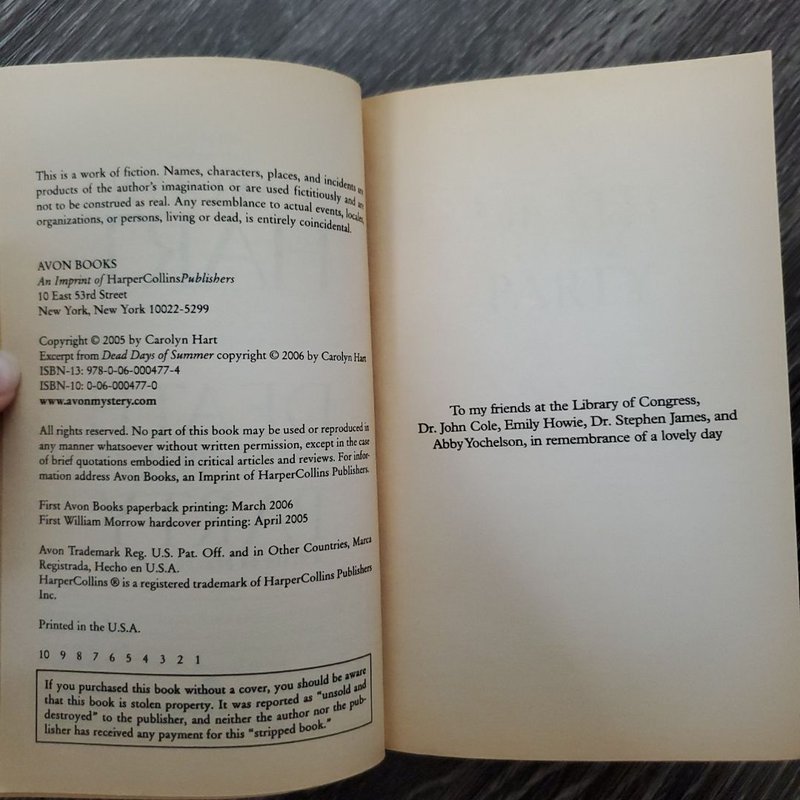 This is a work of fiction. Names, characters, places, and incidents are
products of the author's imagination or are used fictitiously and are
not to be construed as real. Any resemblance to actual events, locales,
organizations, or persons, living or dead, is entirely coincidental.
AVON BOOKS
An Imprint of HarperCollinsPublishers
10 East 53rd Street
New York, New York 10022-5299
Copyright © 2005 by Carolyn Hart
Excerpt from Dead Days of Summer copyright © 2006 by Carolyn Hart
ISBN-13: 978-0-06-000477-4
ISBN-10: 0-06-000477-0
www.avonmystery.com
All rights reserved. No part of this book may be used or reproduced in
any manner whatsoever without written permission, except in the case
of brief quotations embodied in critical articles and reviews. For infor-
mation address Avon Books, an Imprint of HarperCollins Publishers.
First Avon Books paperback printing: March 2006
First William Morrow hardcover printing: April 2005
Avon Trademark Reg. U.S. Pat. Off. and in Other Countries, Marca
Registrada, Hecho en U.S.A.
HarperCollins ® is a registered trademark of HarperCollins Publishers
Inc.
Printed in the U.S.A.
10 9 8 7 6 5 4 3 2 1
If you purchased this book without a cover, you should be aware
that this book is stolen property. It was reported as "unsold and
destroyed" to the publisher, and neither the author nor the pub-
lisher has received any payment for this "stripped book."
To my friends at the Library of Congress,
Dr. John Cole, Emily Howie, Dr. Stephen James, and
Abby Yochelson, in remembrance of a lovely day